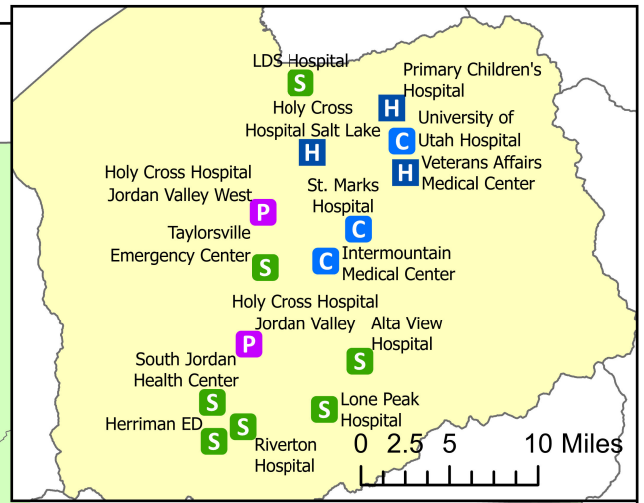 LDS Hospital
S
Primary Children's
Hospital
H
Holy Cross
Hospital Salt Lake
H
University of
Utah Hospital
C
Veterans Affairs
Medical Center
H
Holy Cross Hospital
Jordan Valley West
P
St. Marks
Hospital
C
Taylorsville
Emergency Center
S
Intermountain
Medical Center
C
Holy Cross Hospital
Jordan Valley
P
Alta View
Hospital
S
South Jordan
Health Center
S
Lone Peak
Hospital
S
Herriman ED
S
S
Riverton
Hospital
0 2.5 5 10 Miles